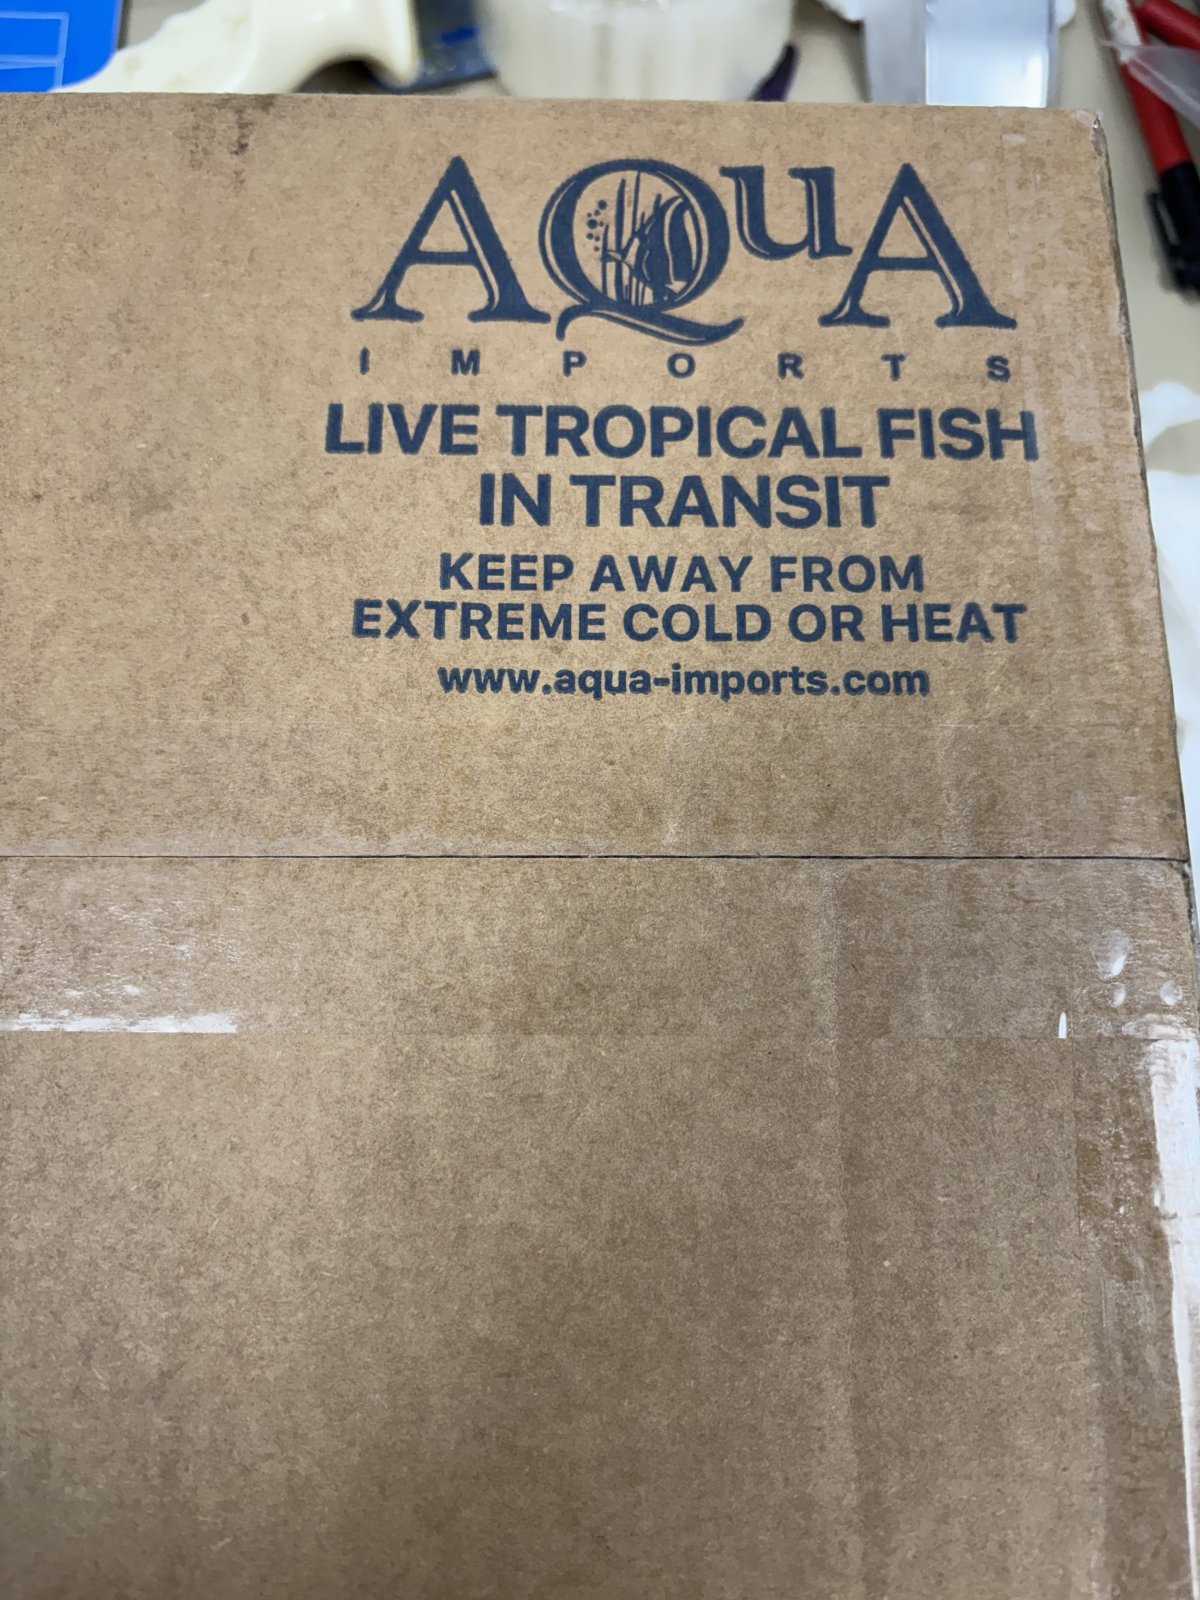 AQuA
IMPORTS
LIVE TROPICAL FISH
IN TRANSIT
KEEP AWAY FROM
EXTREME COLD OR HEAT
www.aqua-imports.com